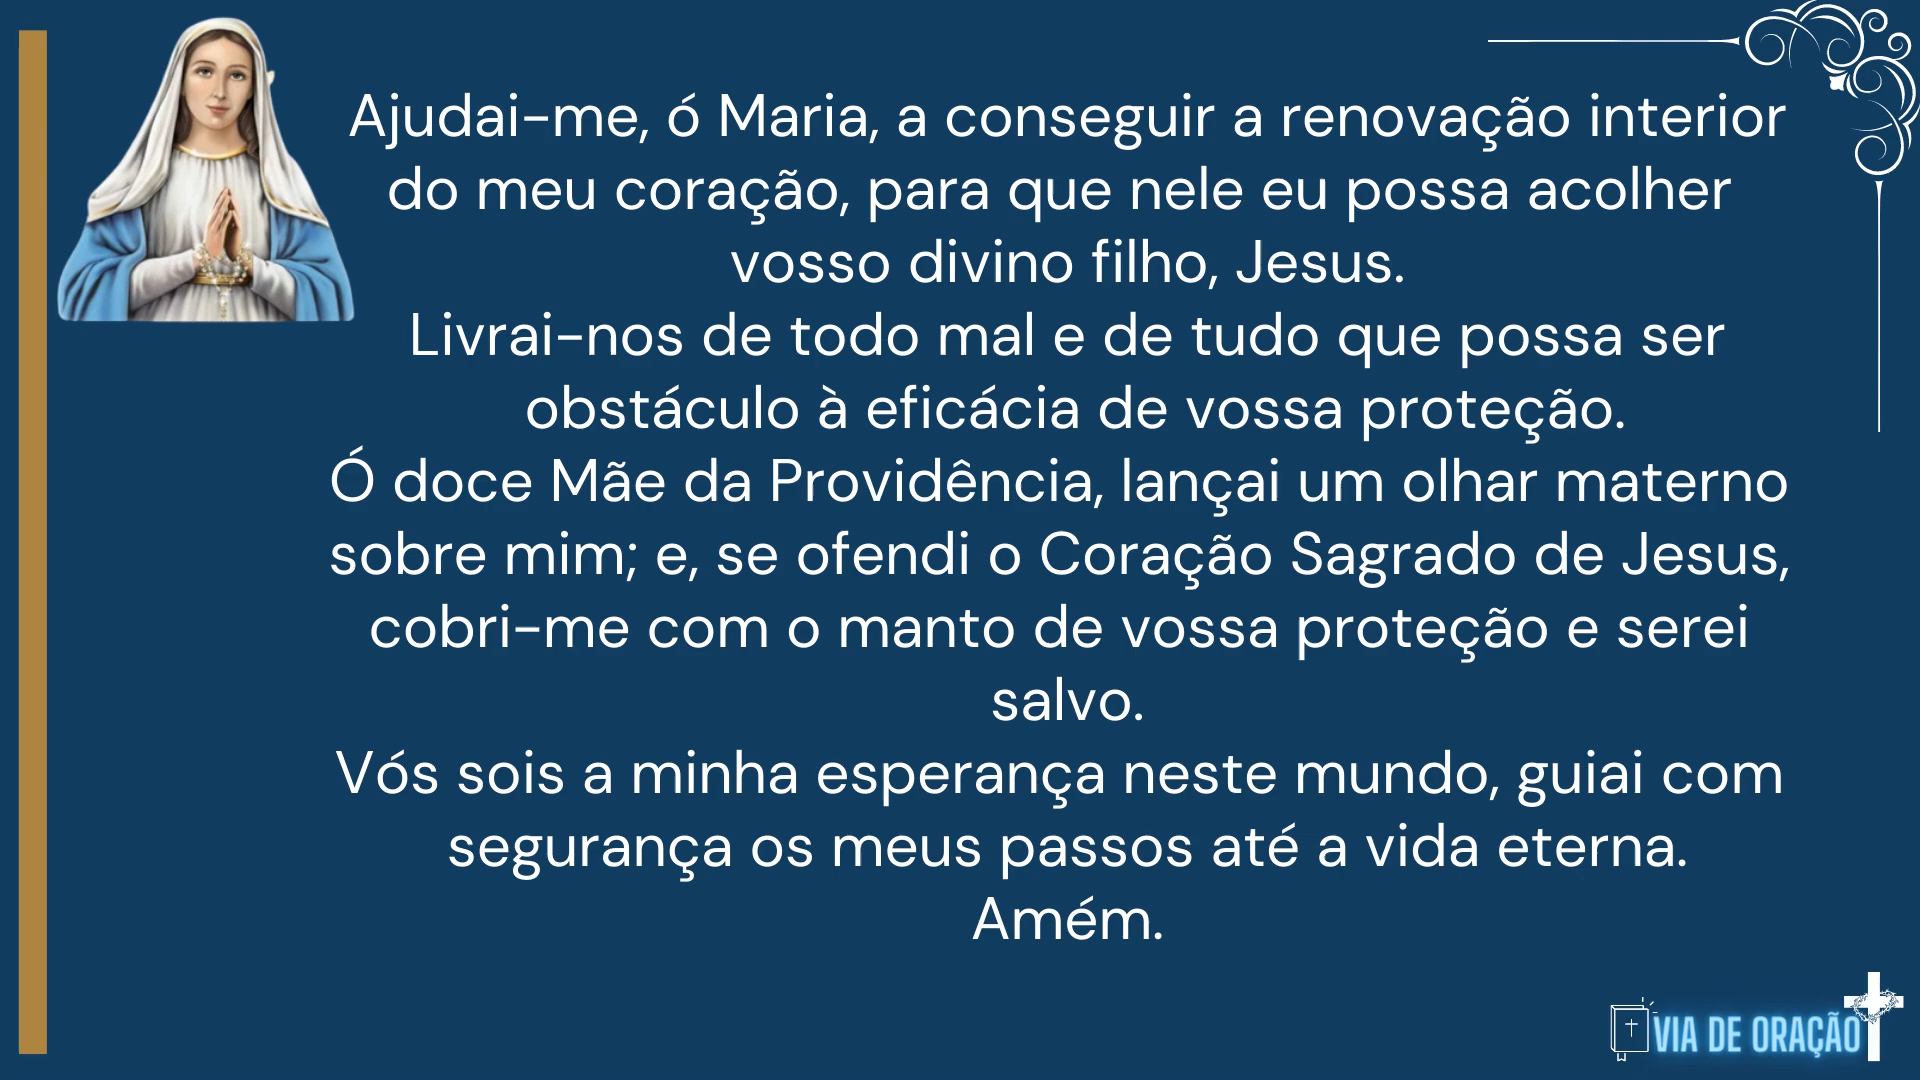 Ajudai-me, ó Maria, a conseguir a renovação interior
do meu coração, para que nele eu possa acolher
vosso divino filho, Jesus.
Livrai-nos de todo mal e de tudo que possa ser
obstáculo à eficácia de vossa proteção.
Ó doce Mãe da Providência, lançai um olhar materno
sobre mim; e, se ofendi o Coração Sagrado de Jesus,
cobri-me com o manto de vossa proteção e serei
salvo.
Vós sois a minha esperança neste mundo, guiai com
segurança os meus passos até a vida eterna.
Amém.
VIA DE ORAÇÃO